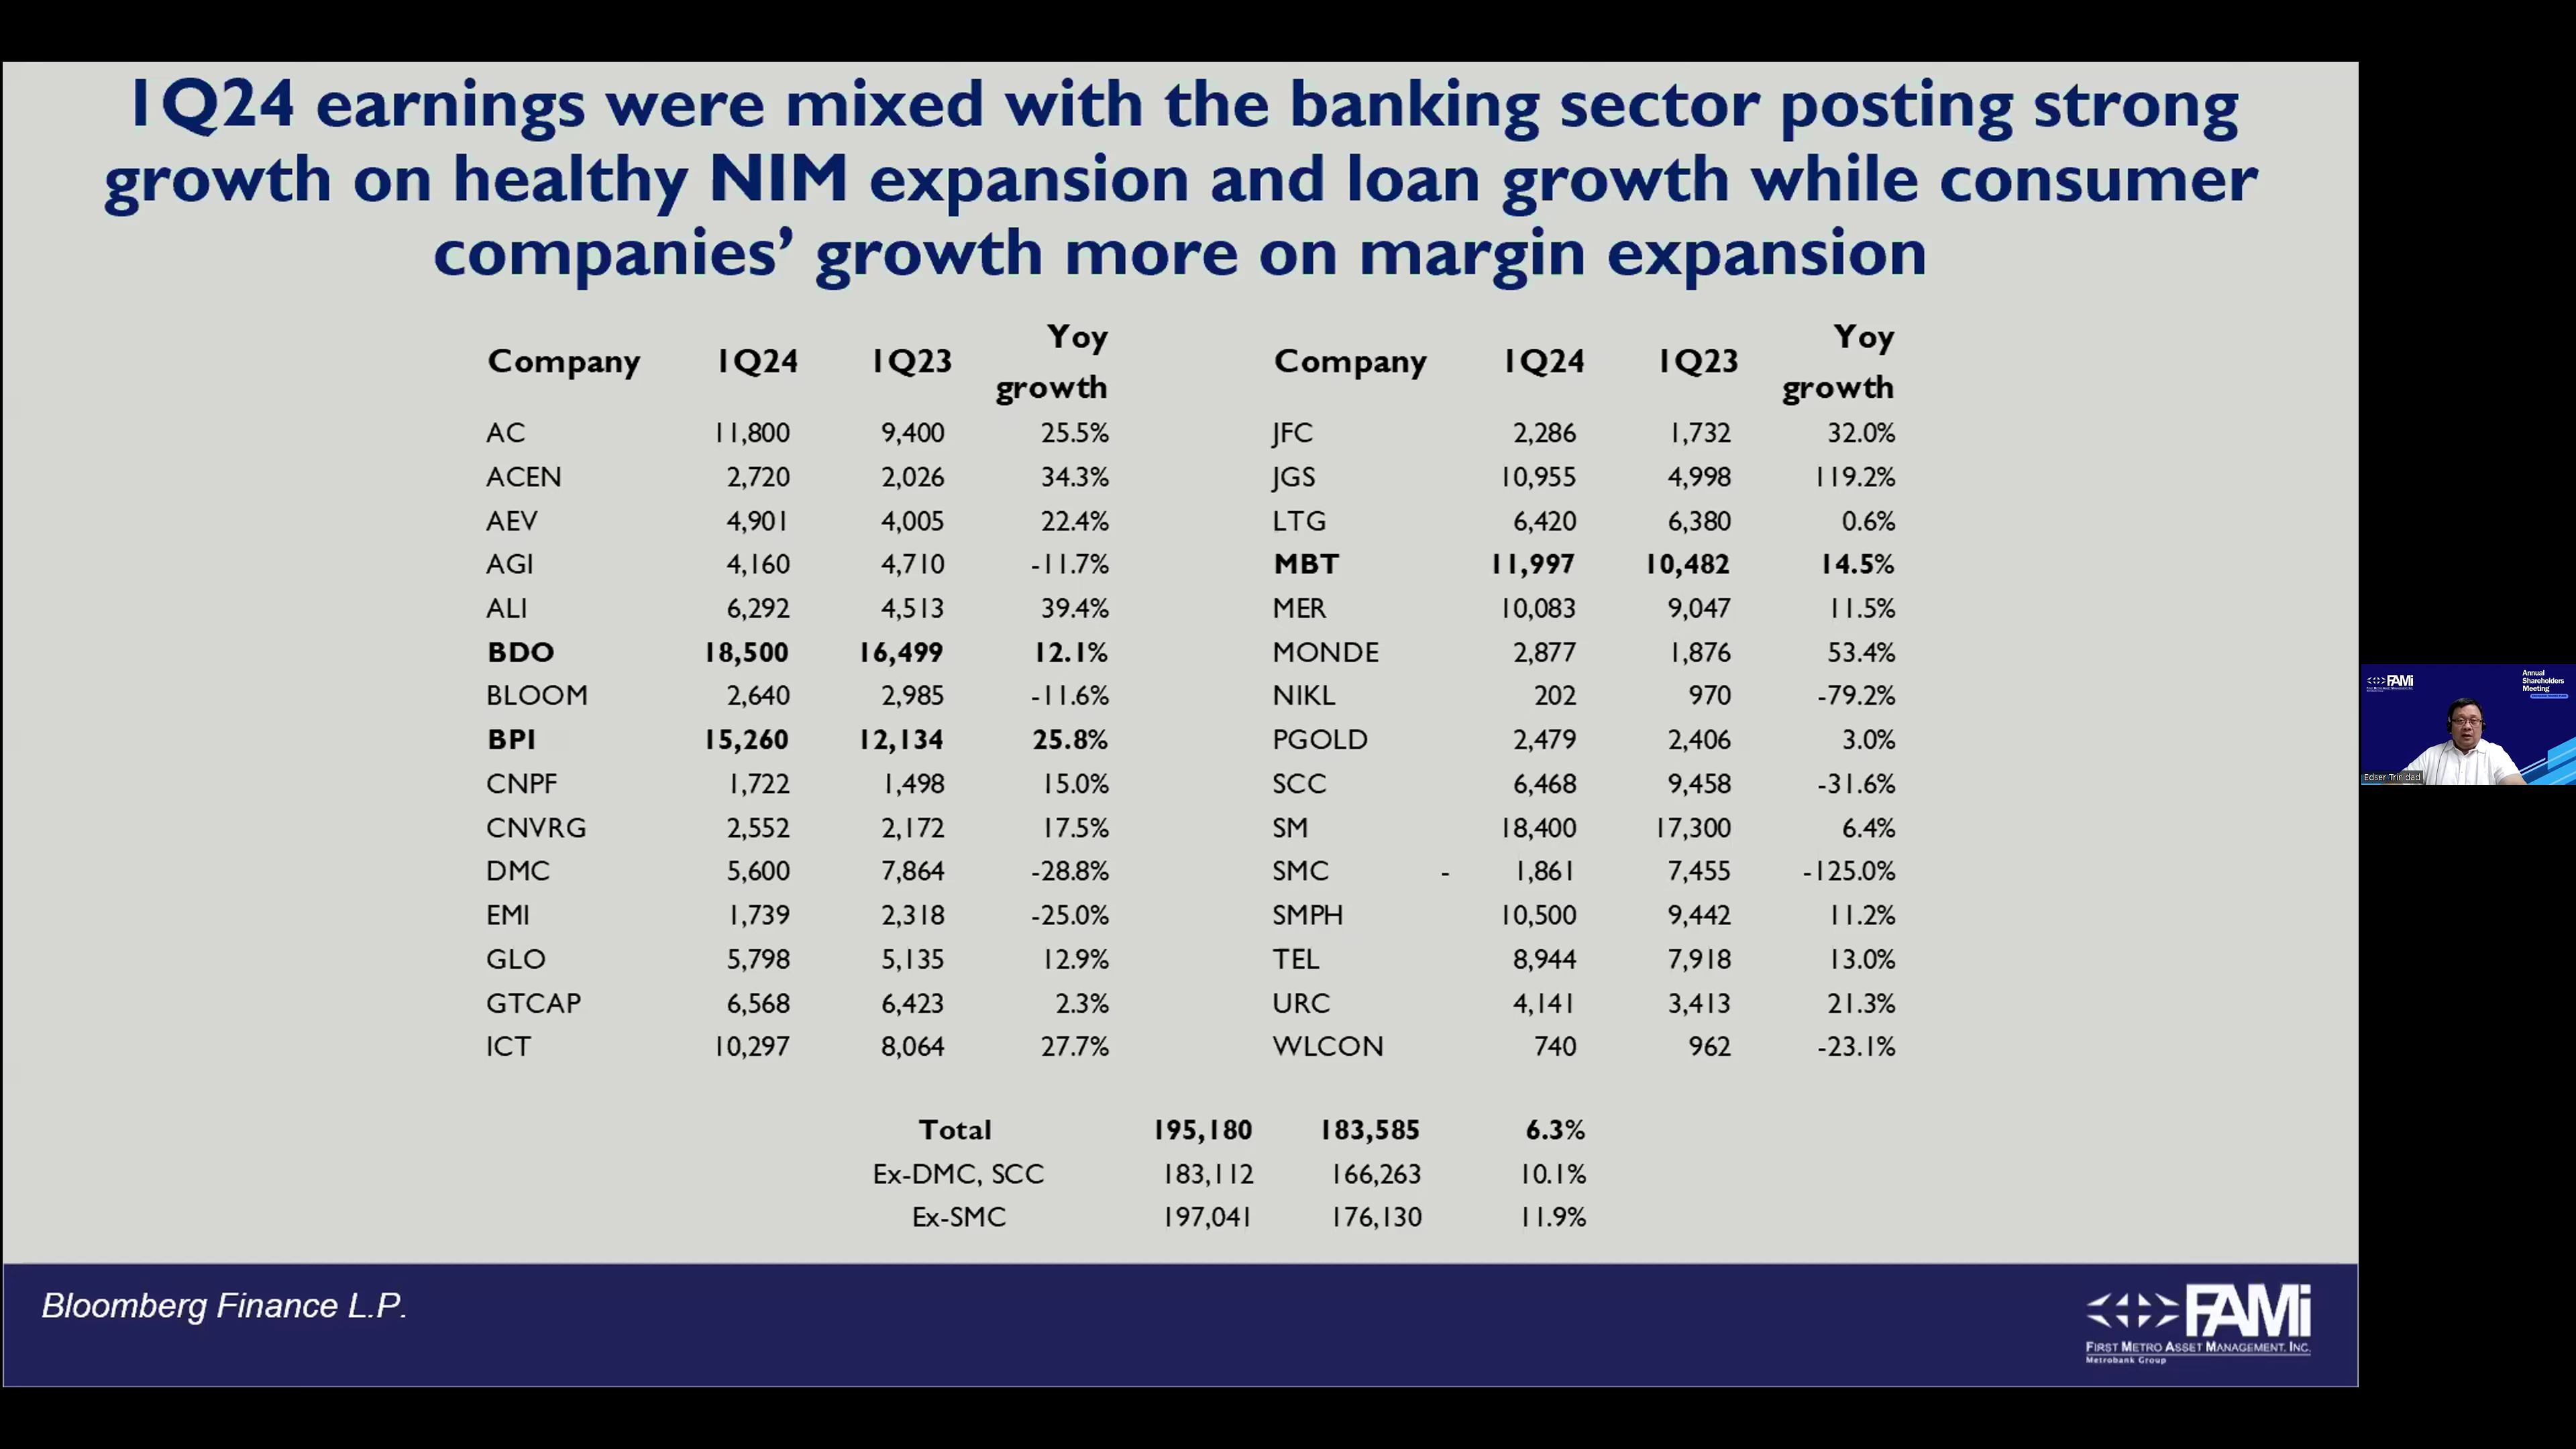 1Q24 earnings were mixed with the banking sector posting strong
growth on healthy NIM expansion and loan growth while consumer
companies’ growth more on margin expansion
Company 1Q24 1Q23 Yoy growth Company 1Q24 1Q23 Yoy growth
AC 11,800 9,400 25.5% JFC 2,286 1,732 32.0%
ACEN 2,720 2,026 34.3% JGS 10,955 4,998 119.2%
AEV 4,901 4,005 22.4% LTG 6,420 6,380 0.6%
AGI 4,160 4,710 -11.7% MBT 11,997 10,482 14.5%
ALI 6,292 4,513 39.4% MER 10,083 9,047 11.5%
BDO 18,500 16,499 12.1% MONDE 2,877 1,876 53.4%
BLOOM 2,640 2,985 -11.6% NIKL 202 970 -79.2%
BPI 15,260 12,134 25.8% PGOLD 2,479 2,406 3.0%
CNPF 1,722 1,498 15.0% SCC 6,468 9,458 -31.6%
CNVRG 2,552 2,172 17.5% SM 18,400 17,300 6.4%
DMC 5,600 7,864 -28.8% SMC - 1,861 7,455 -125.0%
EMI 1,739 2,318 -25.0% SMPH 10,500 9,442 11.2%
GLO 5,798 5,135 12.9% TEL 8,944 7,918 13.0%
GTCAP 6,568 6,423 2.3% URC 4,141 3,413 21.3%
ICT 10,297 8,064 27.7% WLCON 740 962 -23.1%
Total 195,180 183,585 6.3%
Ex-DMC, SCC 183,112 166,263 10.1%
Ex-SMC 197,041 176,130 11.9%
Bloomberg Finance L.P.
FAMi
FIRST METRO ASSET MANAGEMENT, INC.
Metrobank Group
FAMi
Annual
Shareholders
Meeting
Edser Trinidad